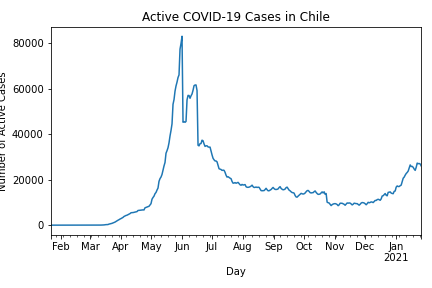 Active COVID-19 Cases in Chile
Number of Active Cases
80000
60000
40000
20000
0
Feb Mar Apr May Jun Jul Aug Sep Oct Nov Dec Jan
2021
Day